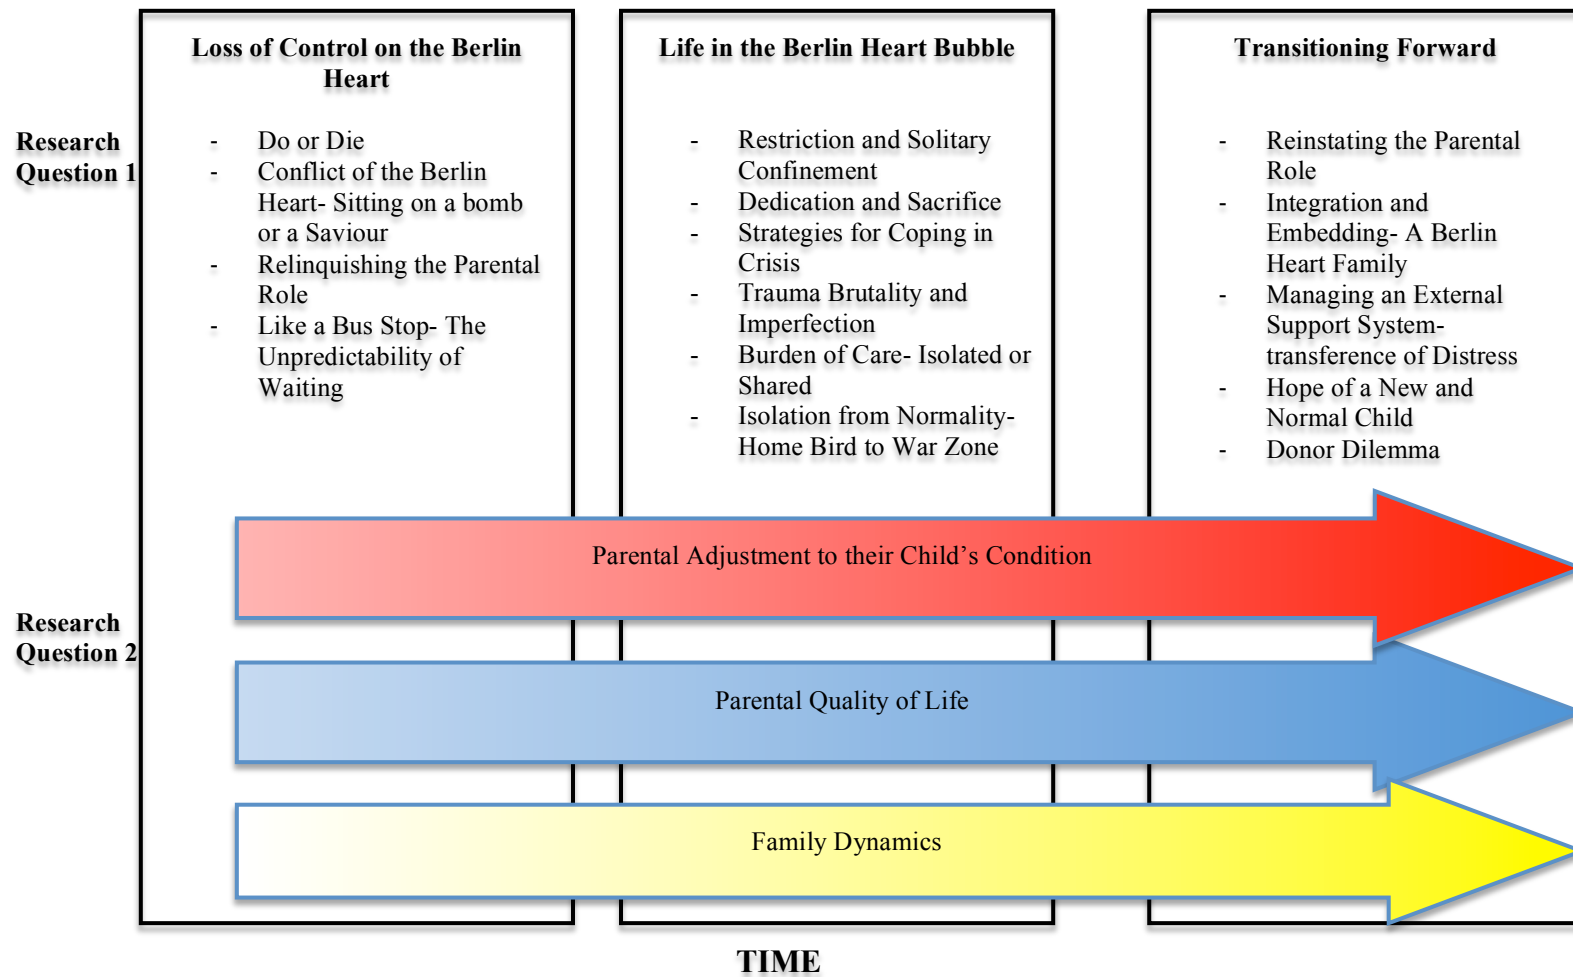 Loss of Control on the Berlin
Heart
Life in the Berlin Heart Bubble
Transitioning Forward
Research
Question 1
- Do or Die
- Conflict of the Berlin
Heart- Sitting on a bomb
or a Saviour
- Relinquishing the Parental
Role
- Like a Bus Stop- The
Unpredictability of
Waiting
- Restriction and Solitary
Confinement
- Dedication and Sacrifice
- Strategies for Coping in
Crisis
- Trauma Brutality and
Imperfection
- Burden of Care- Isolated or
Shared
- Isolation from Normality-
Home Bird to War Zone
- Reinstating the Parental
Role
- Integration and
Embedding- A Berlin
Heart Family
- Managing an External
Support System-
transference of Distress
- Hope of a New and
Normal Child
- Donor Dilemma
Research
Question 2
Parental Adjustment to their Child’s Condition
Parental Quality of Life
Family Dynamics
TIME